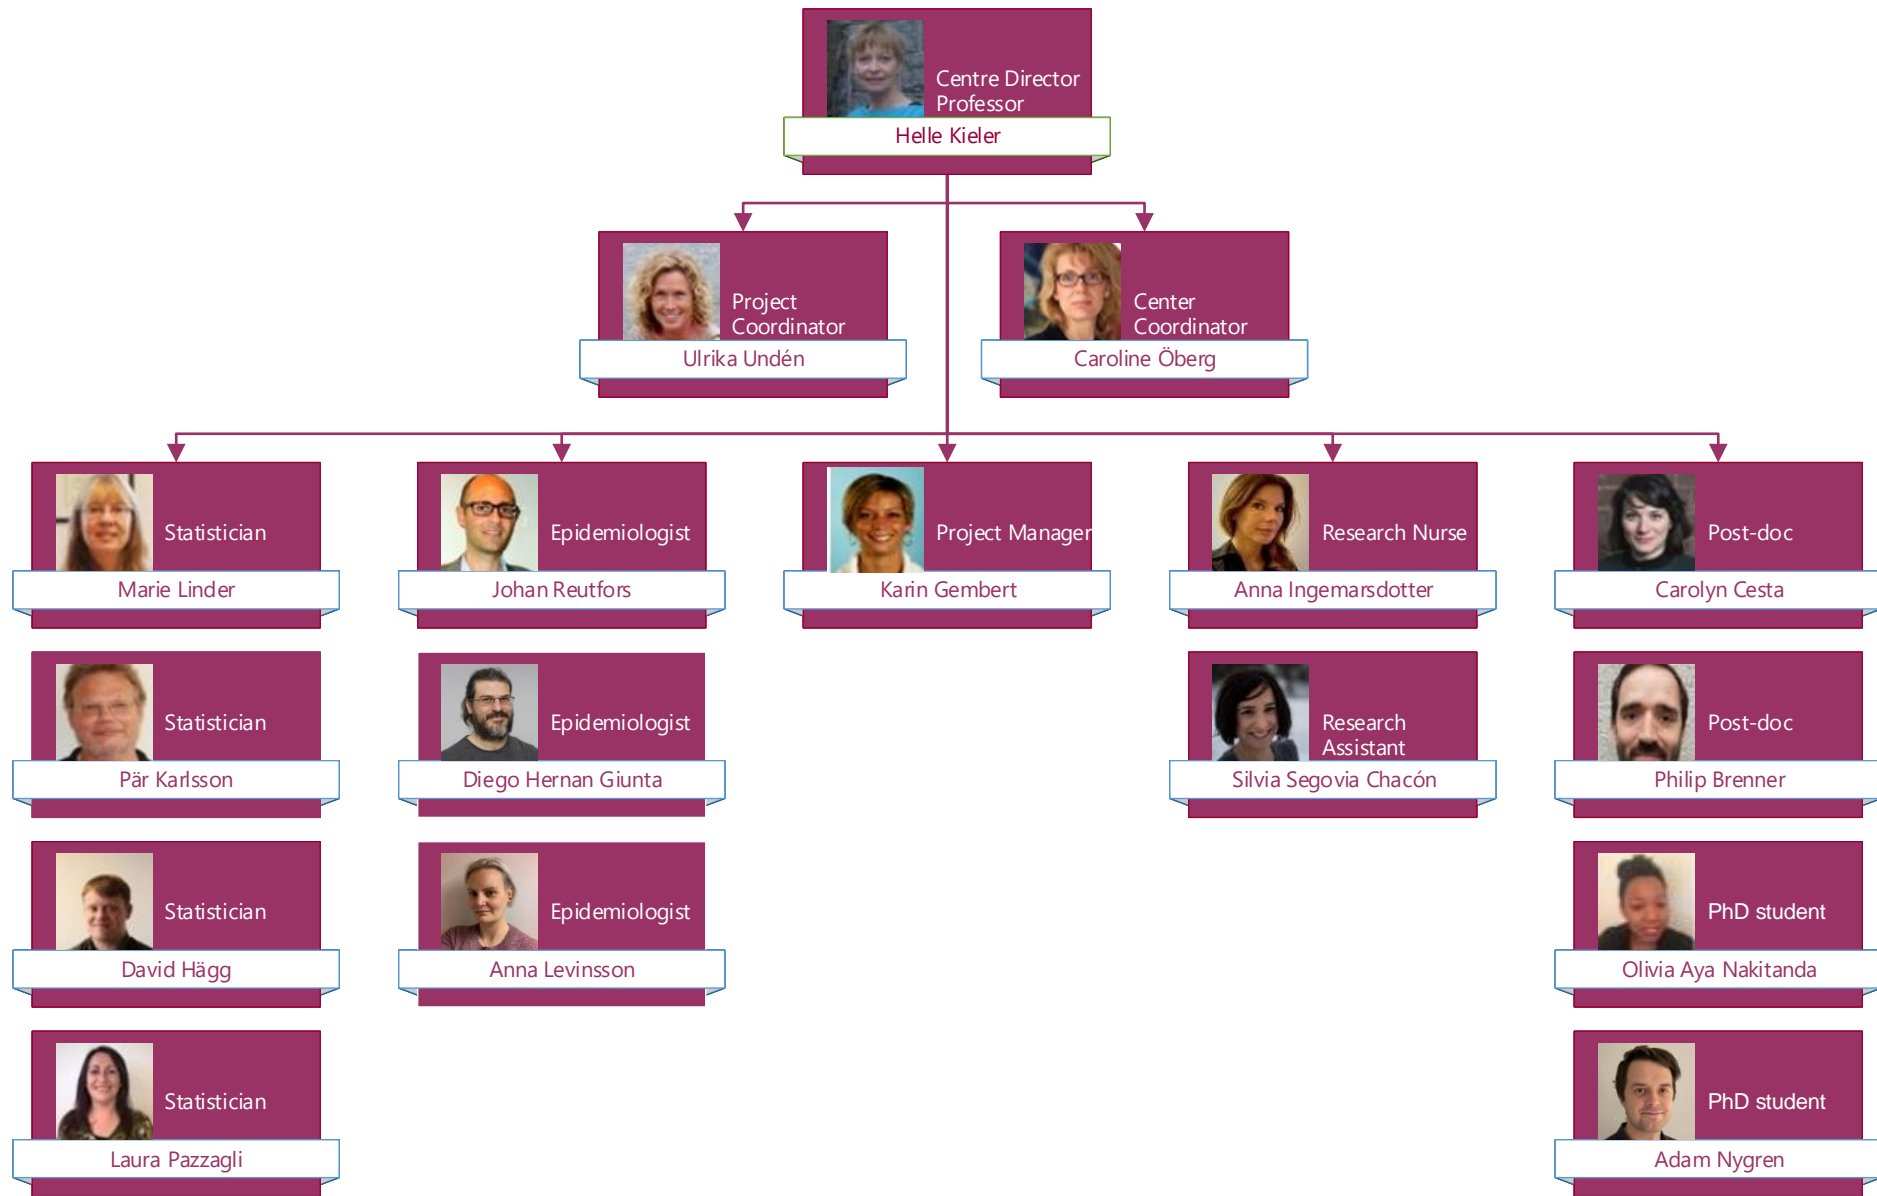 Centre Director
Professor
Helle Kieler
Project
Coordinator
Ulrika Undén
Center
Coordinator
Caroline Öberg
Statistician
Marie Linder
Epidemiologist
Johan Reutfors
Project Manager
Karin Gembert
Research Nurse
Anna Ingemarsdotter
Post-doc
Carolyn Cesta
Statistician
Pär Karlsson
Epidemiologist
Diego Hernan Giunta
Research
Assistant
Silvia Segovia Chacón
Post-doc
Philip Brenner
Statistician
David Hägg
Epidemiologist
Anna Levinsson
PhD student
Olivia Aya Nakitanda
Statistician
Laura Pazzagli
PhD student
Adam Nygren